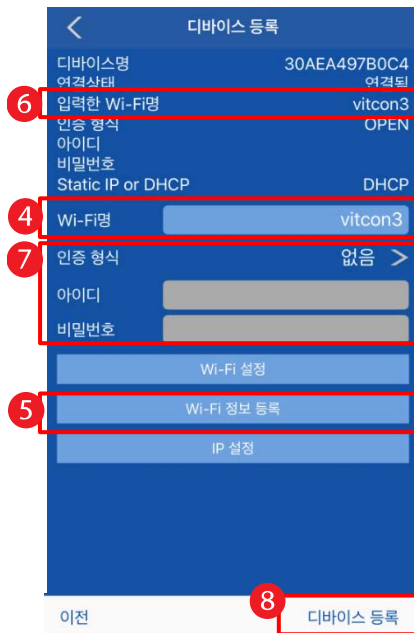 디바이스 등록
디바이스명 30AEA497B0C4
연결상태 연결됨
6 입력한 Wi-Fi명 vitcon3
인증 형식 OPEN
아이디
비밀번호
Static IP or DHCP DHCP
4 Wi-Fi명 vitcon3
7 인증 형식 없음 >
아이디
비밀번호
Wi-Fi 설정
5 Wi-Fi 정보 등록
IP 설정
8
이전 디바이스 등록